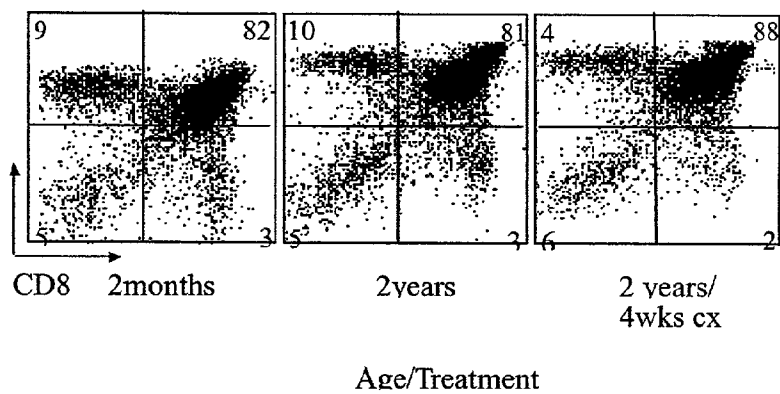 9 82 10 81 4 88
5 3 5 3 6 2
CD8 2months 2years 2 years/
4wks cx
Age/Treatment